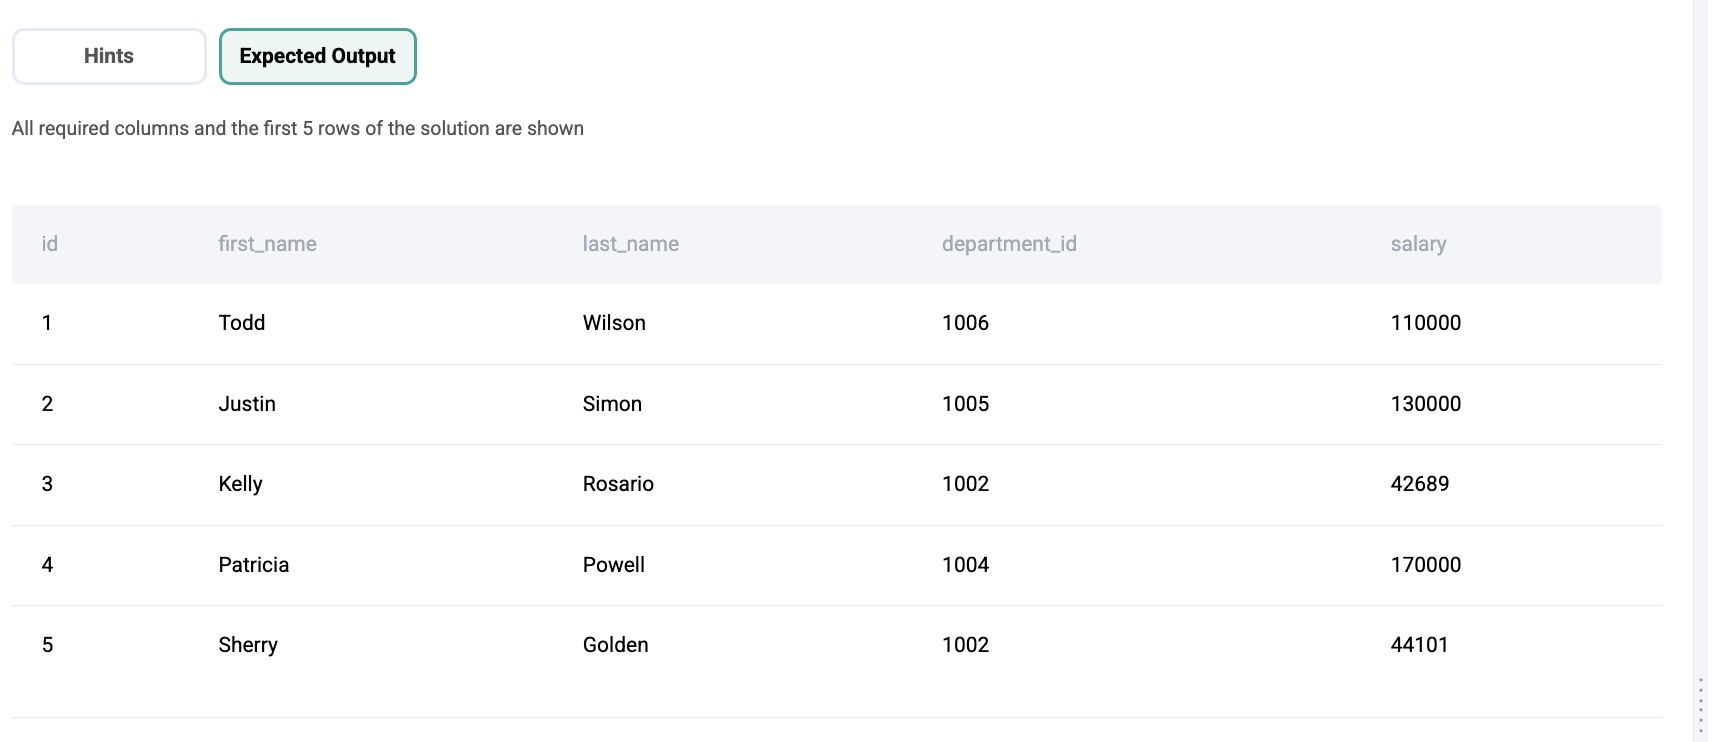 Hints Expected Output
All required columns and the first 5 rows of the solution are shown
id first_name last_name department_id salary
1 Todd Wilson 1006 110000
2 Justin Simon 1005 130000
3 Kelly Rosario 1002 42689
4 Patricia Powell 1004 170000
5 Sherry Golden 1002 44101